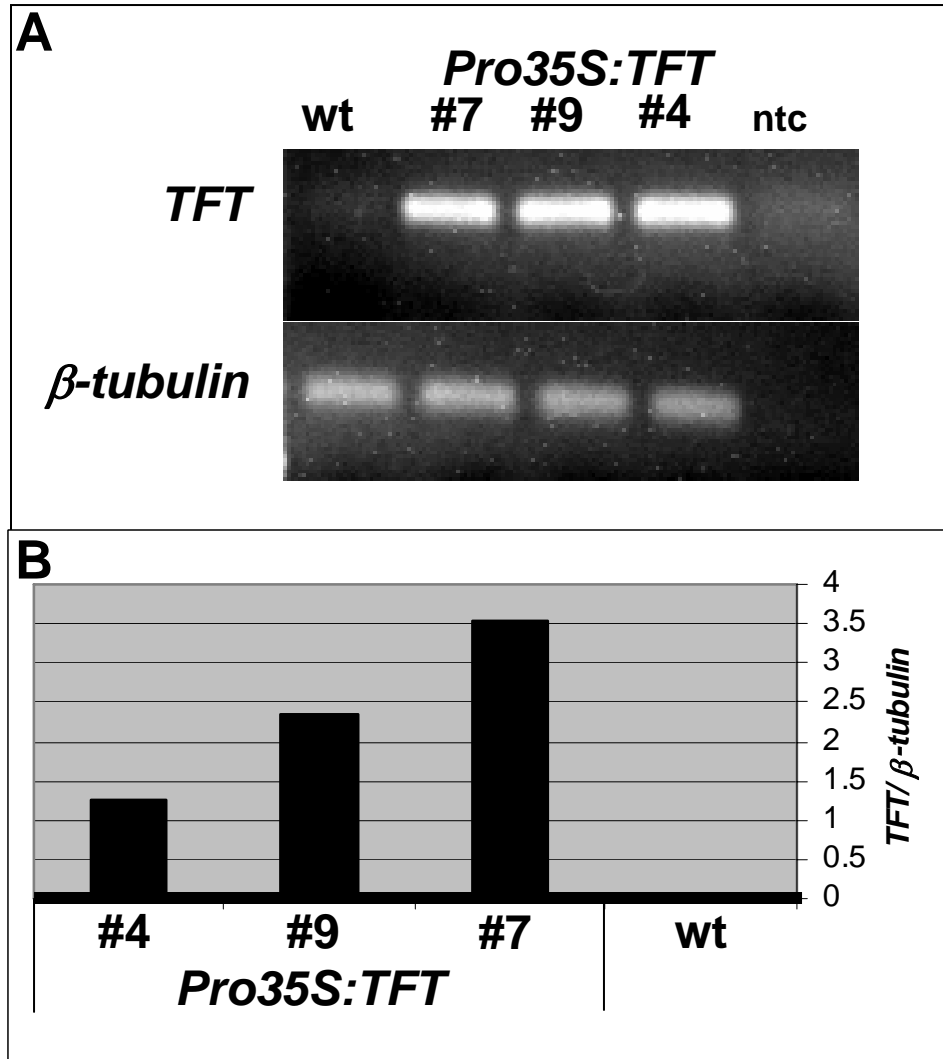 A
Pro35S:TFT
wt #7 #9 #4 ntc
TFT
β-tubulin
B
4
3.5
3
2.5
2
1.5
1
0.5
0
TFT/β-tubulin
#4 #9 #7 wt
Pro35S:TFT